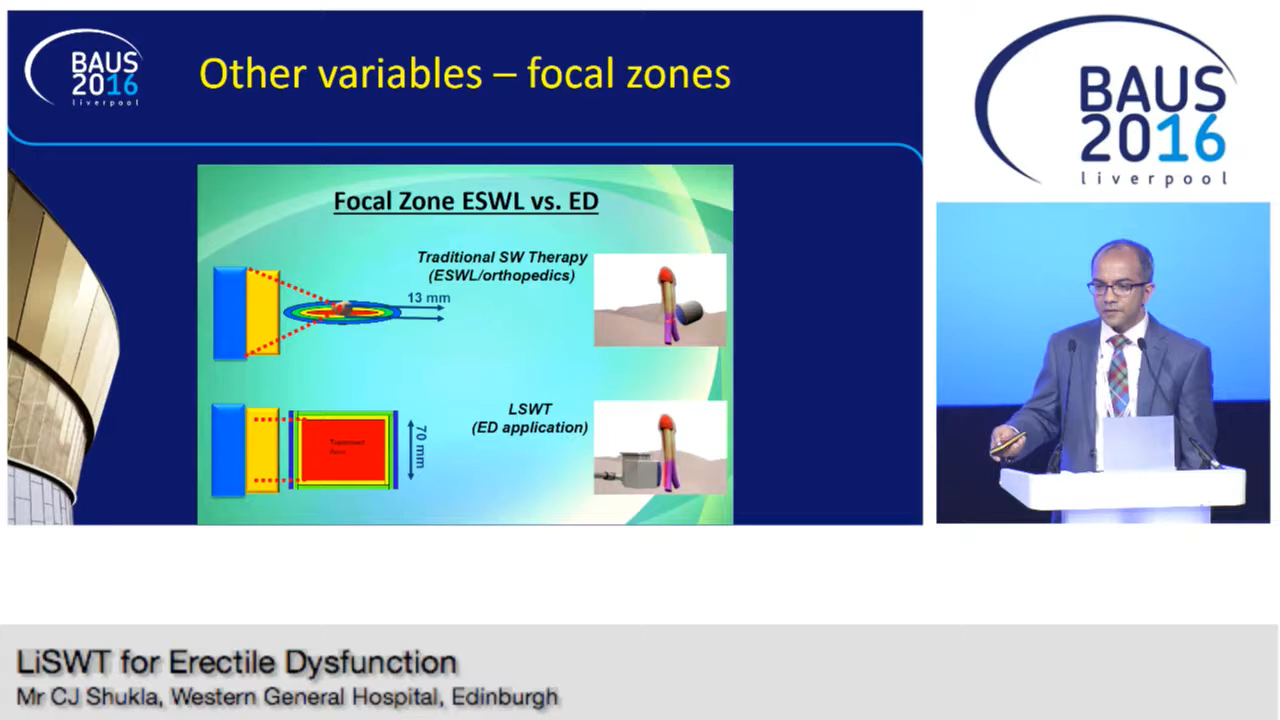 BAUS
2016
liverpool
Other variables – focal zones
Focal Zone ESWL vs. ED
Traditional SW Therapy
(ESWL/orthopedics)
13 mm
LSWT
(ED application)
Treatment
Area
70 mm
BAUS
2016
liverpool
LiSWT for Erectile Dysfunction
Mr CJ Shukla, Western General Hospital, Edinburgh